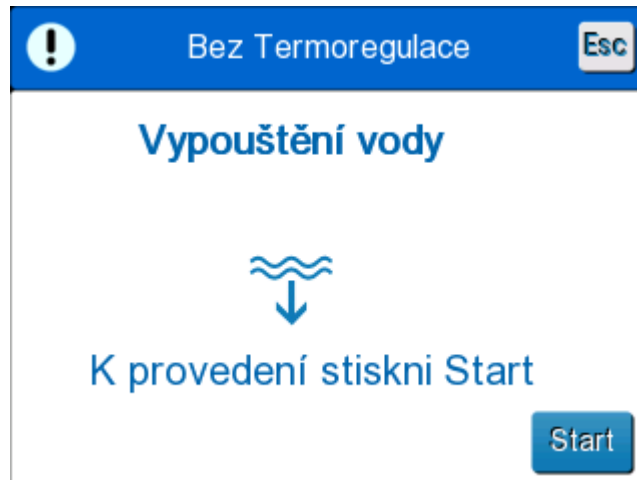 !
Bez Termoregulace
Esc
Vypouštění vody
K provedení stiskni Start
Start